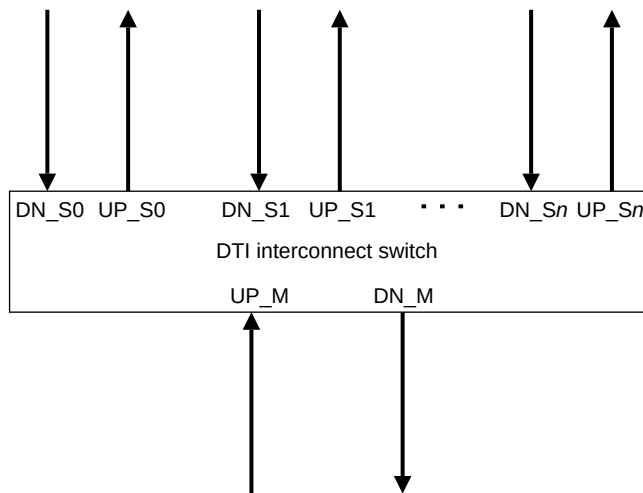 DN_S0 UP_S0 DN_S1 UP_S1 . . . DN_Sn UP_Sn
DTI interconnect switch
UP_M DN_M